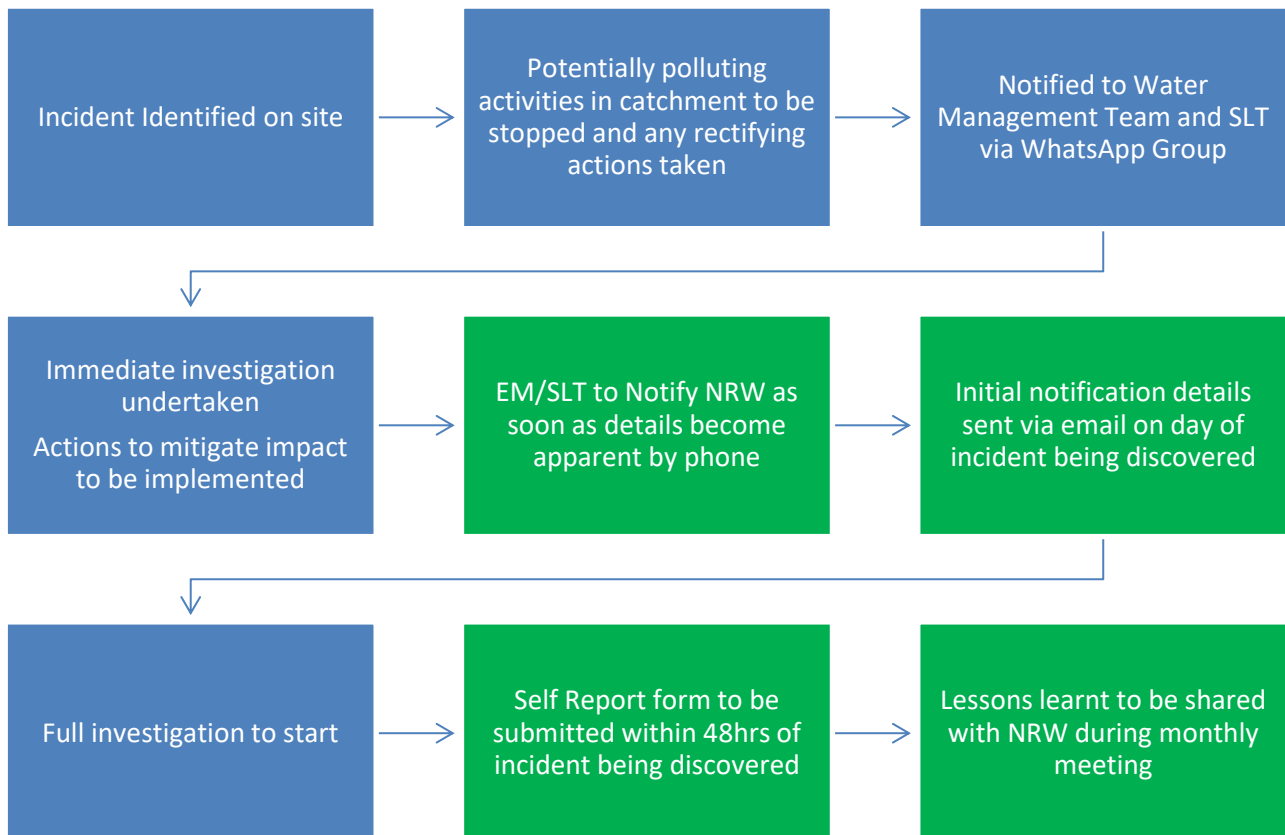 Incident Identified on site
Potentially polluting
activities in catchment to be
stopped and any rectifying
actions taken
Notified to Water
Management Team and SLT
via WhatsApp Group
Immediate investigation
undertaken
Actions to mitigate impact
to be implemented
EM/SLT to Notify NRW as
soon as details become
apparent by phone
Initial notification details
sent via email on day of
incident being discovered
Full investigation to start
Self Report form to be
submitted within 48hrs of
incident being discovered
Lessons learnt to be shared
with NRW during monthly
meeting